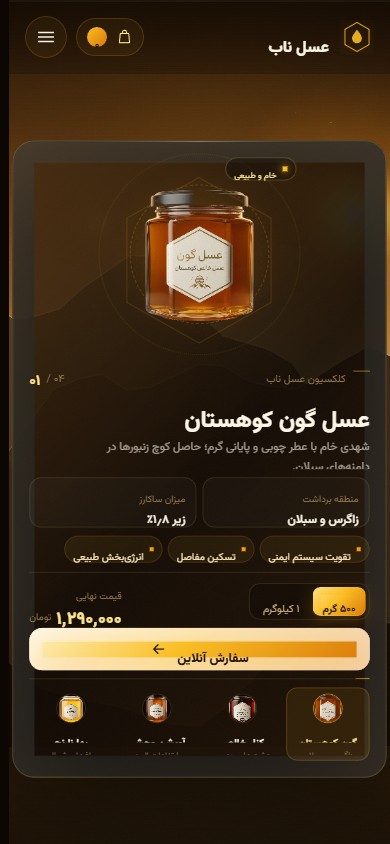 عسل ناب
خام و طبیعی
عسل گون
عسل خالص کوهستان
کلکسیون عسل ناب
۰۱ / ۰۴
عسل گون کوهستان
شهدی خام با عطر چوبی و پایانی گرم؛ حاصل کوچ زنبورها در
دامنه‌های سبلان.
منطقه برداشت
زاگرس و سبلان
میزان ساکارز
زیر ۱٫۸٪
تقویت سیستم ایمنی
تسکین مفاصل
انرژی‌بخش طبیعی
۵۰۰ گرم
۱ کیلوگرم
قیمت نهایی
۱,۲۹۰,۰۰۰ تومان
سفارش آنلاین
گون کوهستان